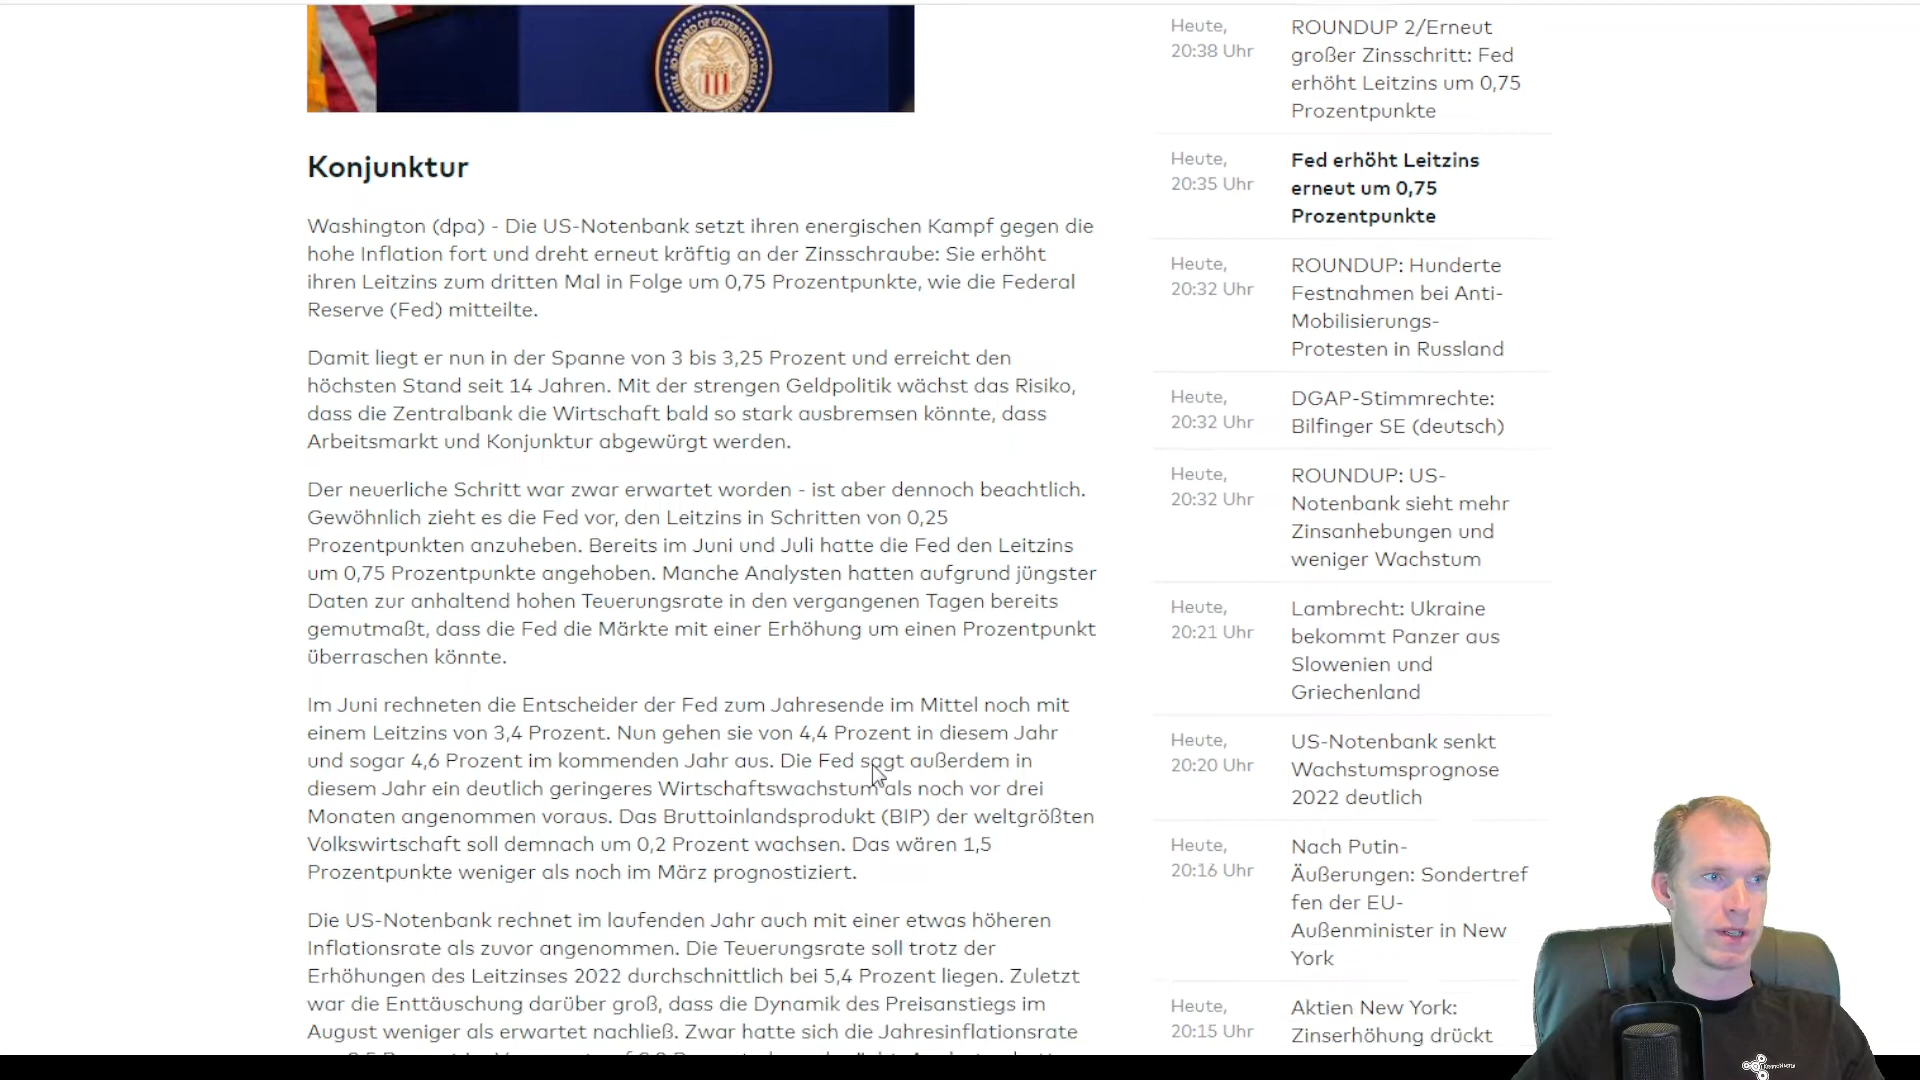 BOARD OF GOVERNORS
Konjunktur
Washington (dpa) - Die US-Notenbank setzt ihren energischen Kampf gegen die
hohe Inflation fort und dreht erneut kräftig an der Zinsschraube: Sie erhöht
ihren Leitzins zum dritten Mal in Folge um 0,75 Prozentpunkte, wie die Federal
Reserve (Fed) mitteilte.
Damit liegt er nun in der Spanne von 3 bis 3,25 Prozent und erreicht den
höchsten Stand seit 14 Jahren. Mit der strengen Geldpolitik wächst das Risiko,
dass die Zentralbank die Wirtschaft bald so stark ausbremsen könnte, dass
Arbeitsmarkt und Konjunktur abgewürgt werden.
Der neuerliche Schritt war zwar erwartet worden - ist aber dennoch beachtlich.
Gewöhnlich zieht es die Fed vor, den Leitzins in Schritten von 0,25
Prozentpunkten anzuheben. Bereits im Juni und Juli hatte die Fed den Leitzins
um 0,75 Prozentpunkte angehoben. Manche Analysten hatten aufgrund jüngster
Daten zur anhaltend hohen Teuerungsrate in den vergangenen Tagen bereits
gemutmaßt, dass die Fed die Märkte mit einer Erhöhung um einen Prozentpunkt
überraschen könnte.
Im Juni rechneten die Entscheider der Fed zum Jahresende im Mittel noch mit
einem Leitzins von 3,4 Prozent. Nun gehen sie von 4,4 Prozent in diesem Jahr
und sogar 4,6 Prozent im kommenden Jahr aus. Die Fed sagt außerdem in
diesem Jahr ein deutlich geringeres Wirtschaftswachstum als noch vor drei
Monaten angenommen voraus. Das Bruttoinlandsprodukt (BIP) der weltgrößten
Volkswirtschaft soll demnach um 0,2 Prozent wachsen. Das wären 1,5
Prozentpunkte weniger als noch im März prognostiziert.
Die US-Notenbank rechnet im laufenden Jahr auch mit einer etwas höheren
Inflationsrate als zuvor angenommen. Die Teuerungsrate soll trotz der
Erhöhungen des Leitzinses 2022 durchschnittlich bei 5,4 Prozent liegen. Zuletzt
war die Enttäuschung darüber groß, dass die Dynamik des Preisanstiegs im
August weniger als erwartet nachließ. Zwar hatte sich die Jahresinflationsrate
Heute,
20:38 Uhr
ROUNDUP 2/Erneut
großer Zinsschritt: Fed
erhöht Leitzins um 0,75
Prozentpunkte
Heute,
20:35 Uhr
Fed erhöht Leitzins
erneut um 0,75
Prozentpunkte
Heute,
20:32 Uhr
ROUNDUP: Hunderte
Festnahmen bei Anti-
Mobilisierungs-
Protesten in Russland
Heute,
20:32 Uhr
DGAP-Stimmrechte:
Bilfinger SE (deutsch)
Heute,
20:32 Uhr
ROUNDUP: US-
Notenbank sieht mehr
Zinsanhebungen und
weniger Wachstum
Heute,
20:21 Uhr
Lambrecht: Ukraine
bekommt Panzer aus
Slowenien und
Griechenland
Heute,
20:20 Uhr
US-Notenbank senkt
Wachstumsprognose
2022 deutlich
Heute,
20:16 Uhr
Nach Putin-
Äußerungen: Sondertref
fen der EU-
Außenminister in New
York
Heute,
20:15 Uhr
Aktien New York:
Zinserhöhung drückt